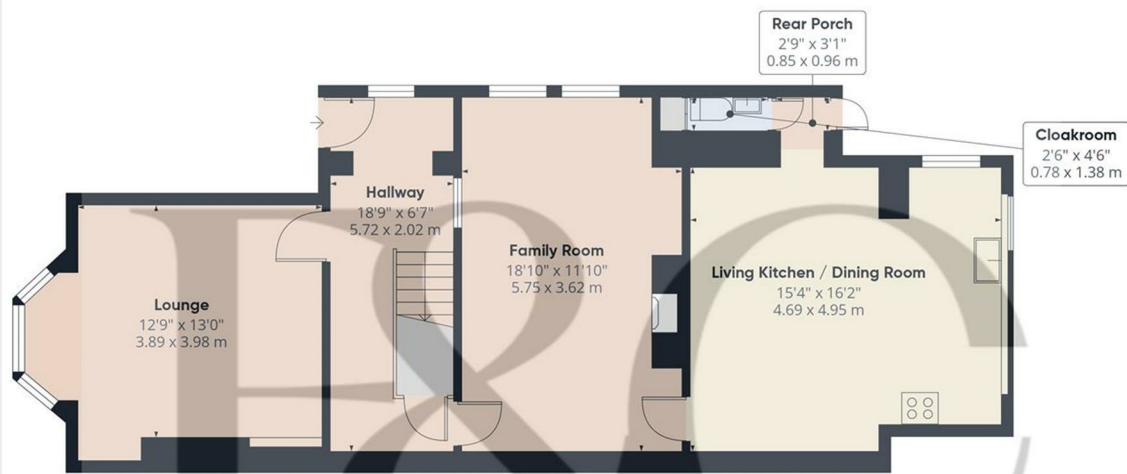 Rear Porch
2'9" x 3'1"
0.85 x 0.96 m
Cloakroom
2'6" x 4'6"
0.78 x 1.38 m
Hallway
18'9" x 6'7"
5.72 x 2.02 m
Family Room
18'10" x 11'10"
5.75 x 3.62 m
Living Kitchen / Dining Room
15'4" x 16'2"
4.69 x 4.95 m
Lounge
12'9" x 13'0"
3.89 x 3.98 m